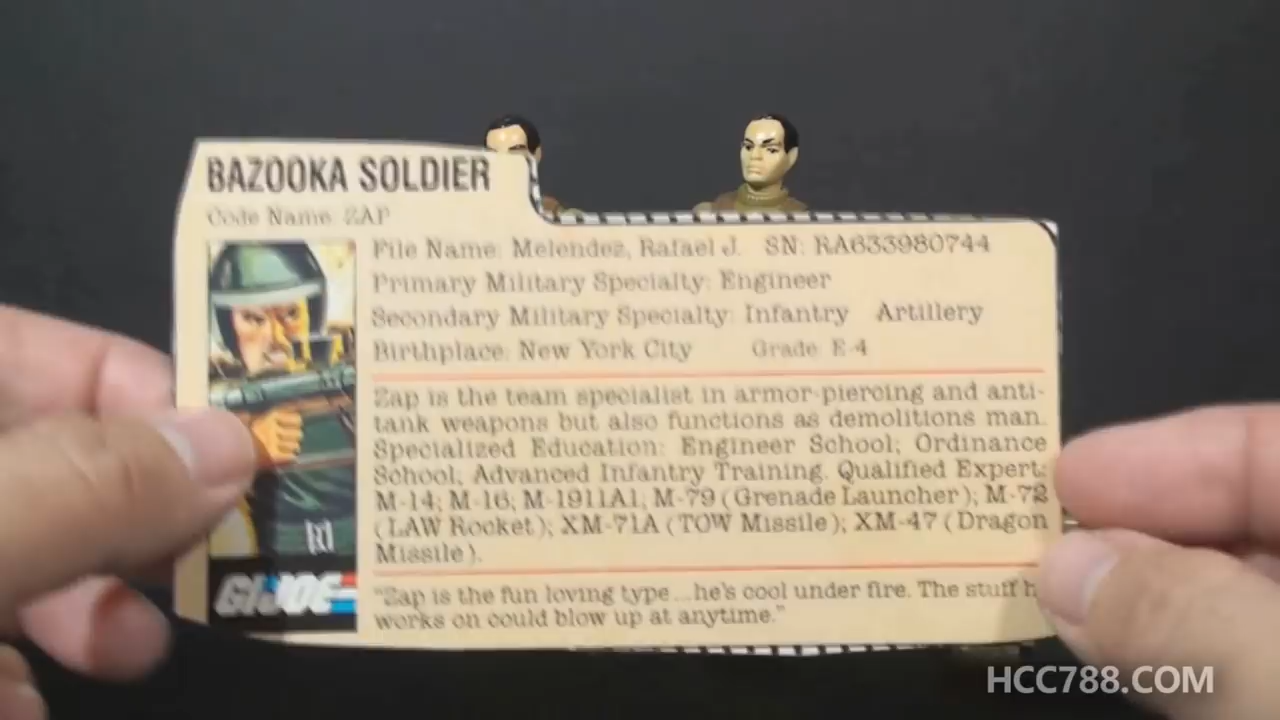 BAZOOKA SOLDIER
Code Name: ZAP
File Name: Melendez, Rafael J. SN: RA633980744
Primary Military Specialty: Engineer
Secondary Military Specialty: Infantry Artillery
Birthplace: New York City Grade: E-4
Zap is the team specialist in armor-piercing and anti-
tank weapons but also functions as demolitions man.
Specialized Education: Engineer School; Ordinance
School; Advanced Infantry Training. Qualified Expert:
M-14; M-16; M-1911A1; M-79 (Grenade Launcher); M-72
(LAW Rocket); XM-71A (TOW Missile); XM-47 (Dragon
Missile).
GI JOE
"Zap is the fun loving type...he's cool under fire. The stuff
works on could blow up at anytime."
HCC788.COM